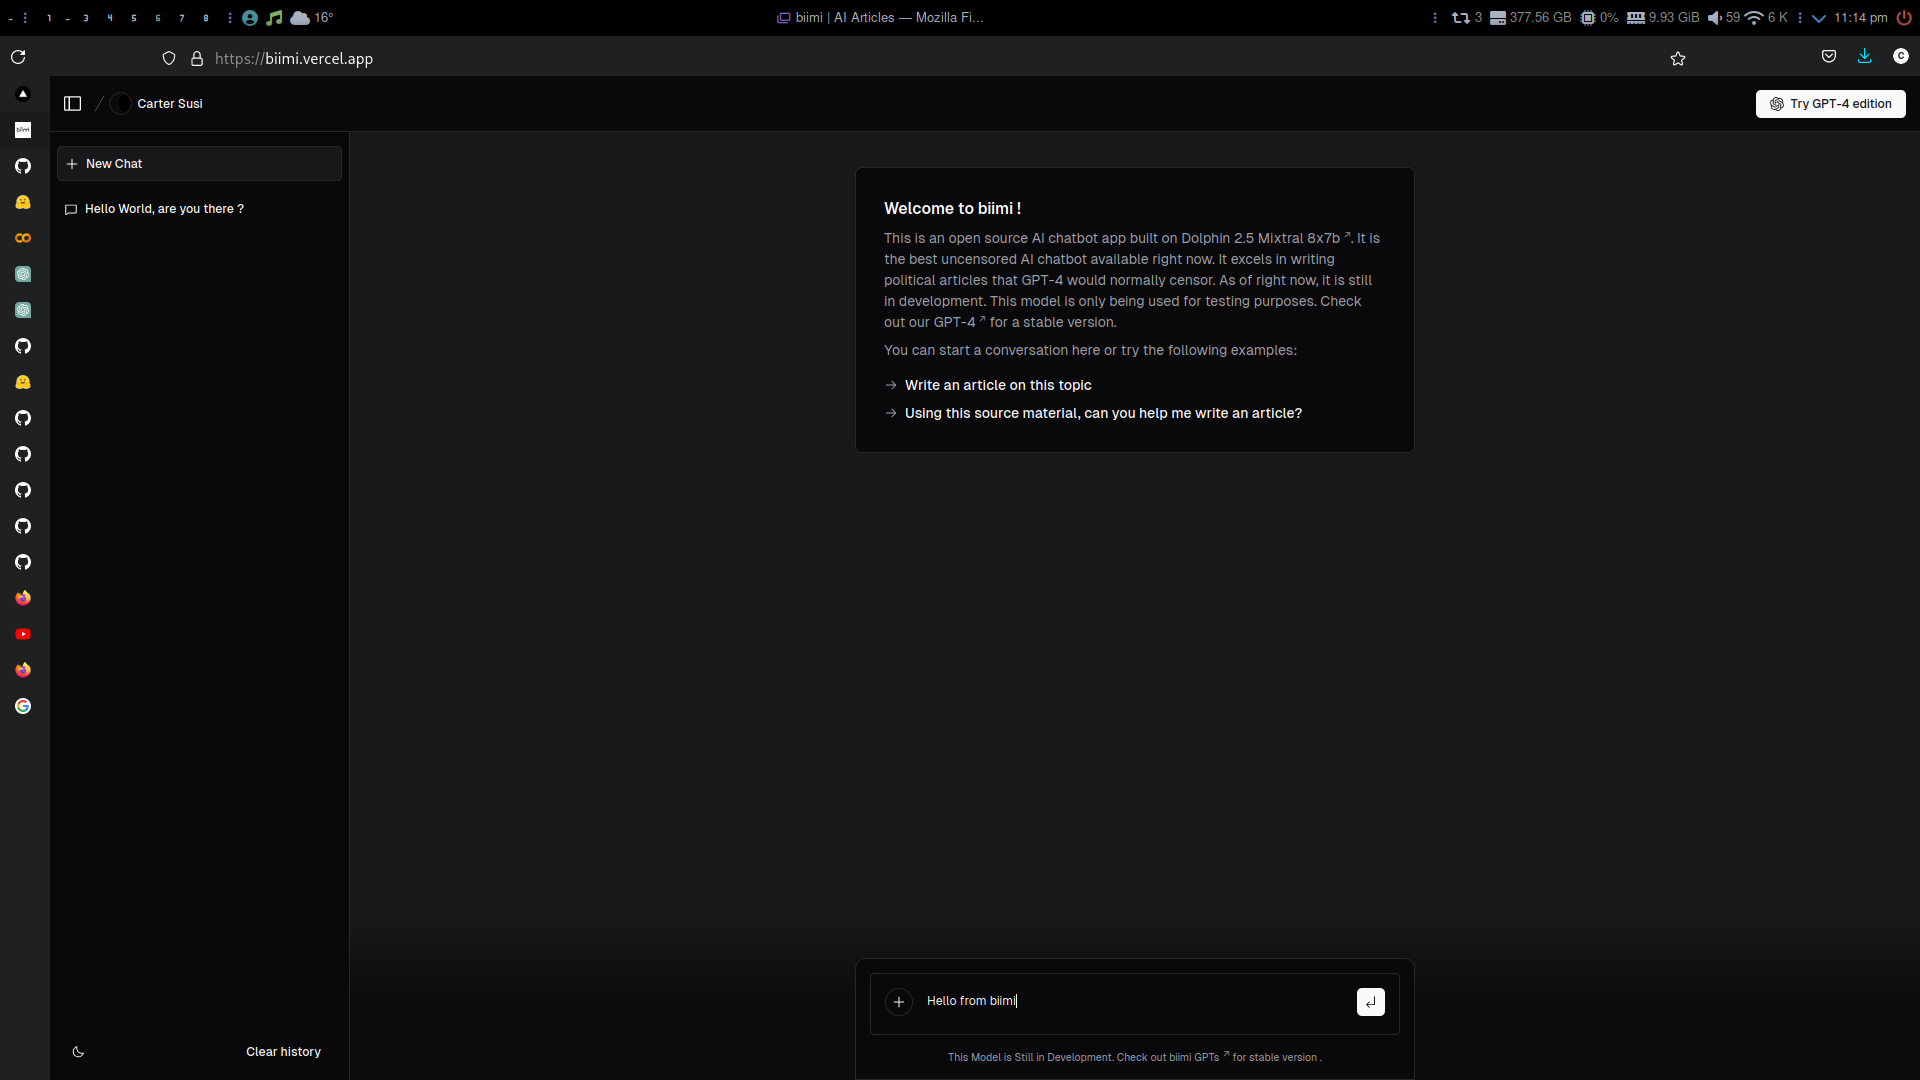 - 1 - 3 4 5 6 7 8 16°
biimi | AI Articles — Mozilla Fi...
3 377.56 GB 0% 9.93 GiB 59 6 K 11:14 pm
https://biimi.vercel.app
C
biimi
Carter Susi
Try GPT-4 edition
New Chat
Hello World, are you there ?
Welcome to biimi !
This is an open source AI chatbot app built on Dolphin 2.5 Mixtral 8x7b . It is
the best uncensored AI chatbot available right now. It excels in writing
political articles that GPT-4 would normally censor. As of right now, it is still
in development. This model is only being used for testing purposes. Check
out our GPT-4 for a stable version.
You can start a conversation here or try the following examples:
Write an article on this topic
Using this source material, can you help me write an article?
Hello from biimi
This Model is Still in Development. Check out biimi GPTs for stable version .
Clear history